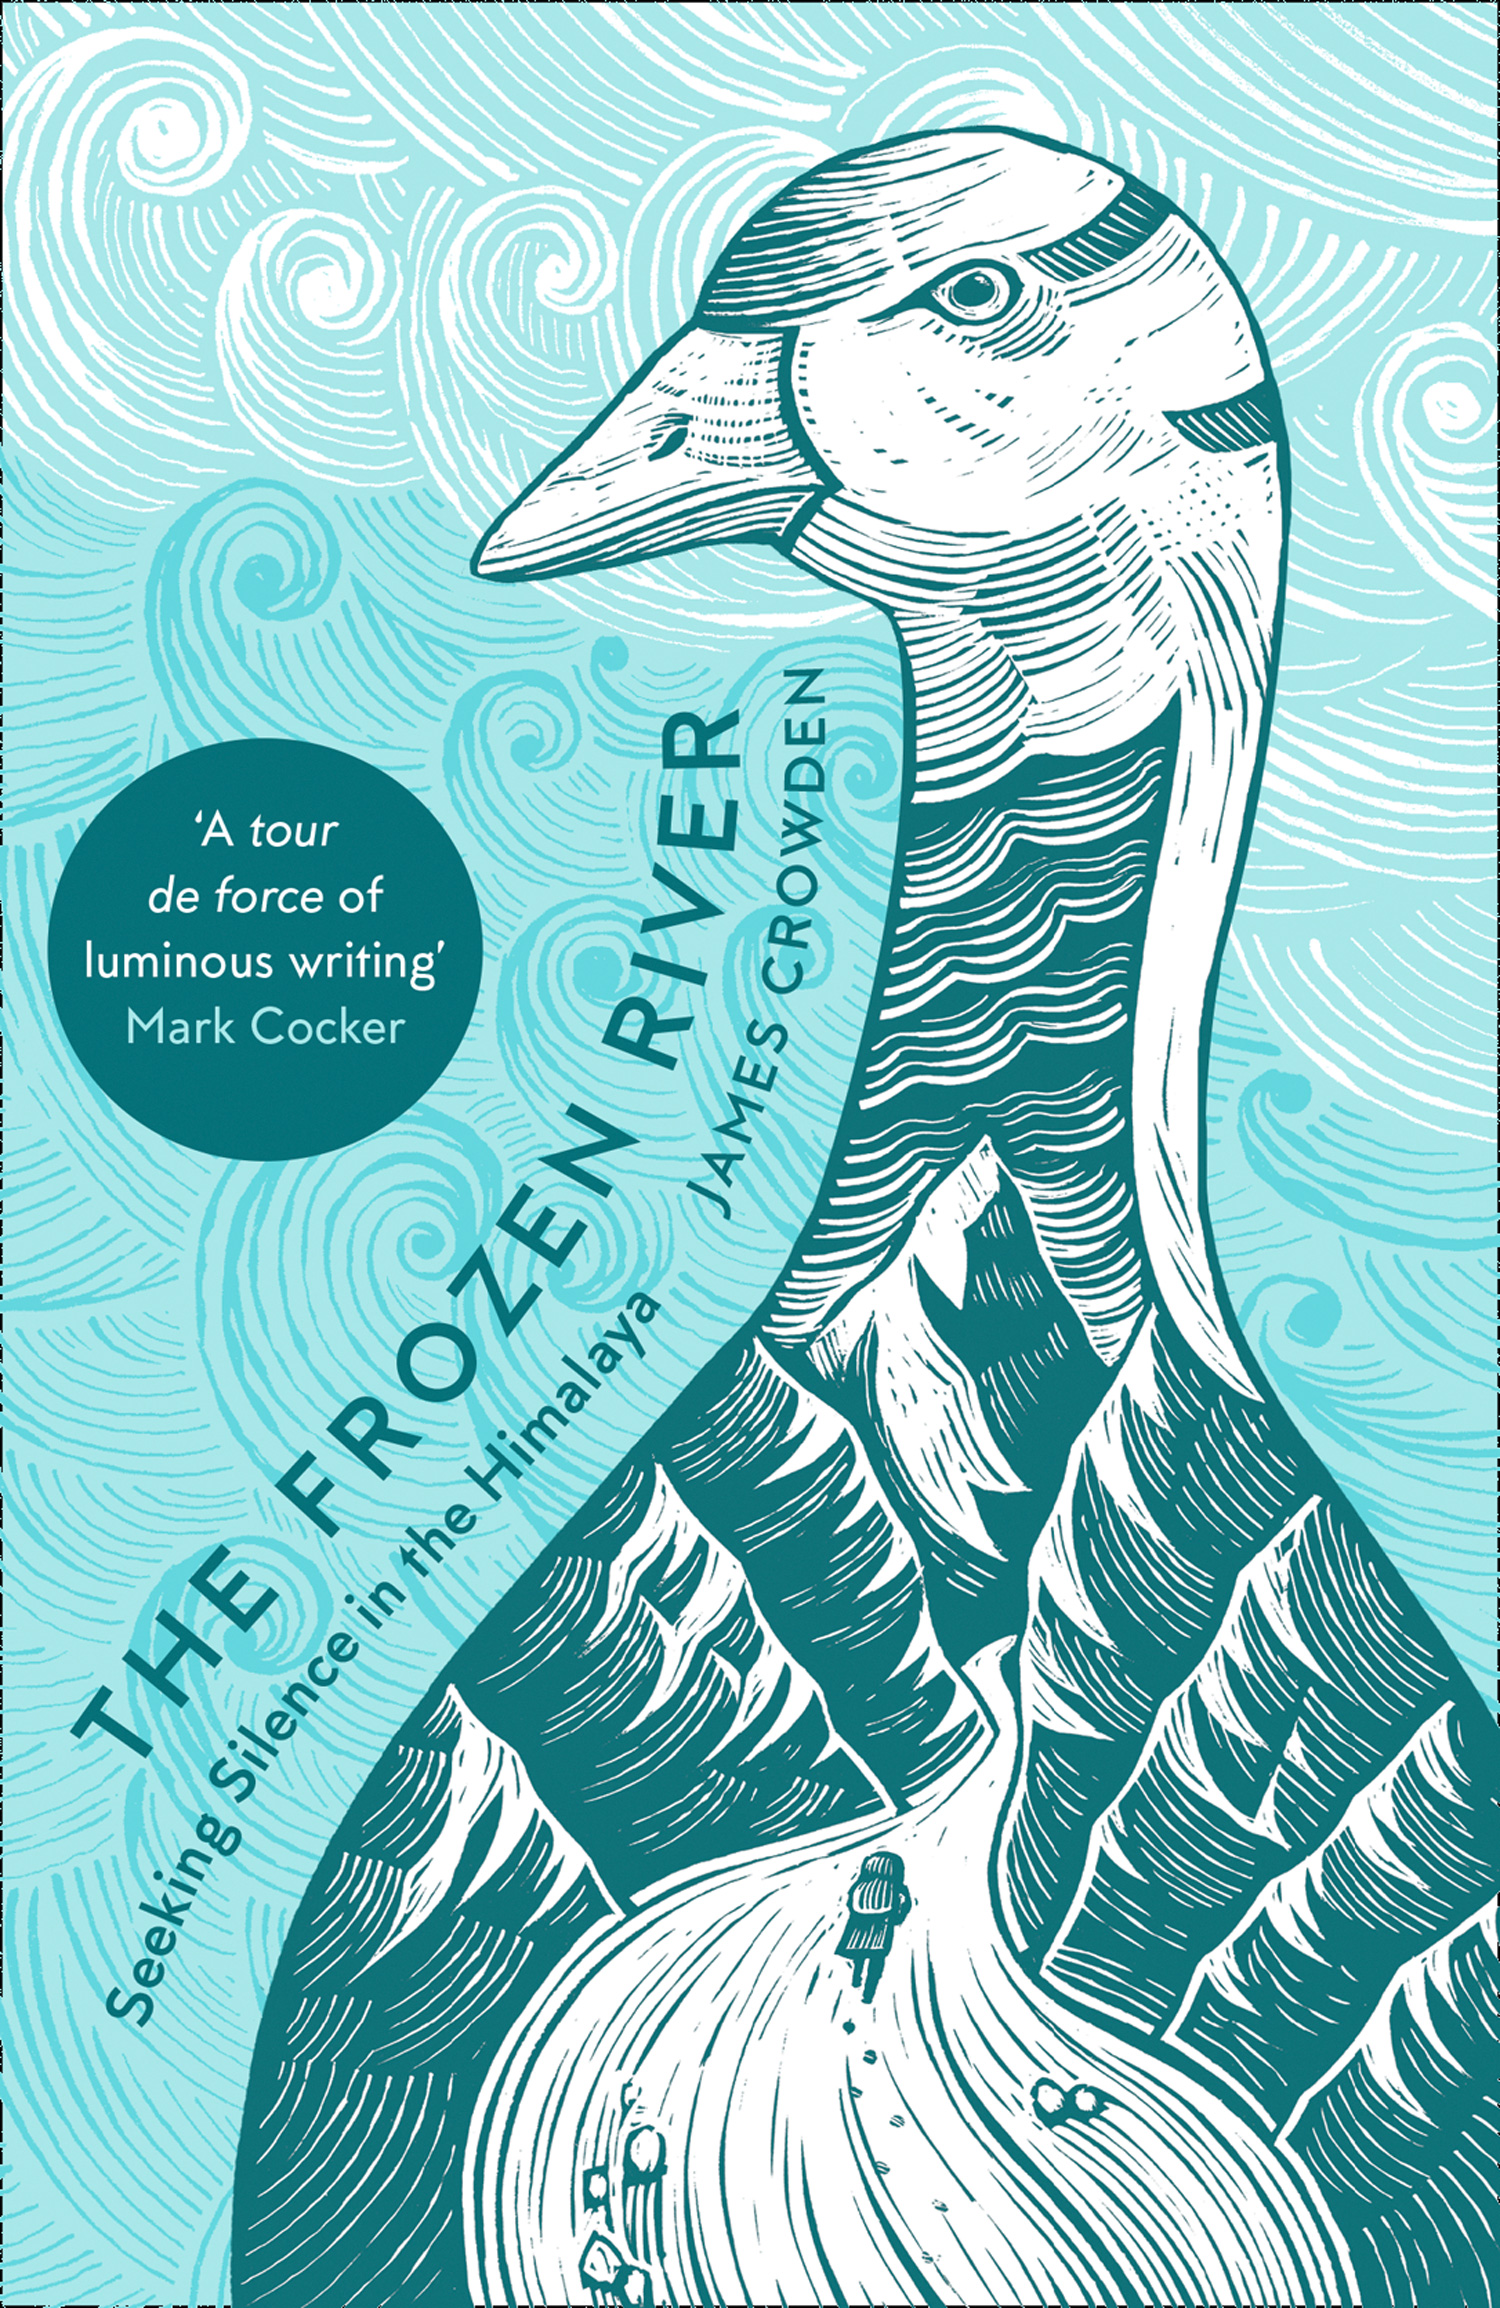 ‘A tour
de force of
luminous writing’
Mark Cocker
THE FROZEN RIVER
JAMES CROWDEN
Seeking Silence in the Himalaya